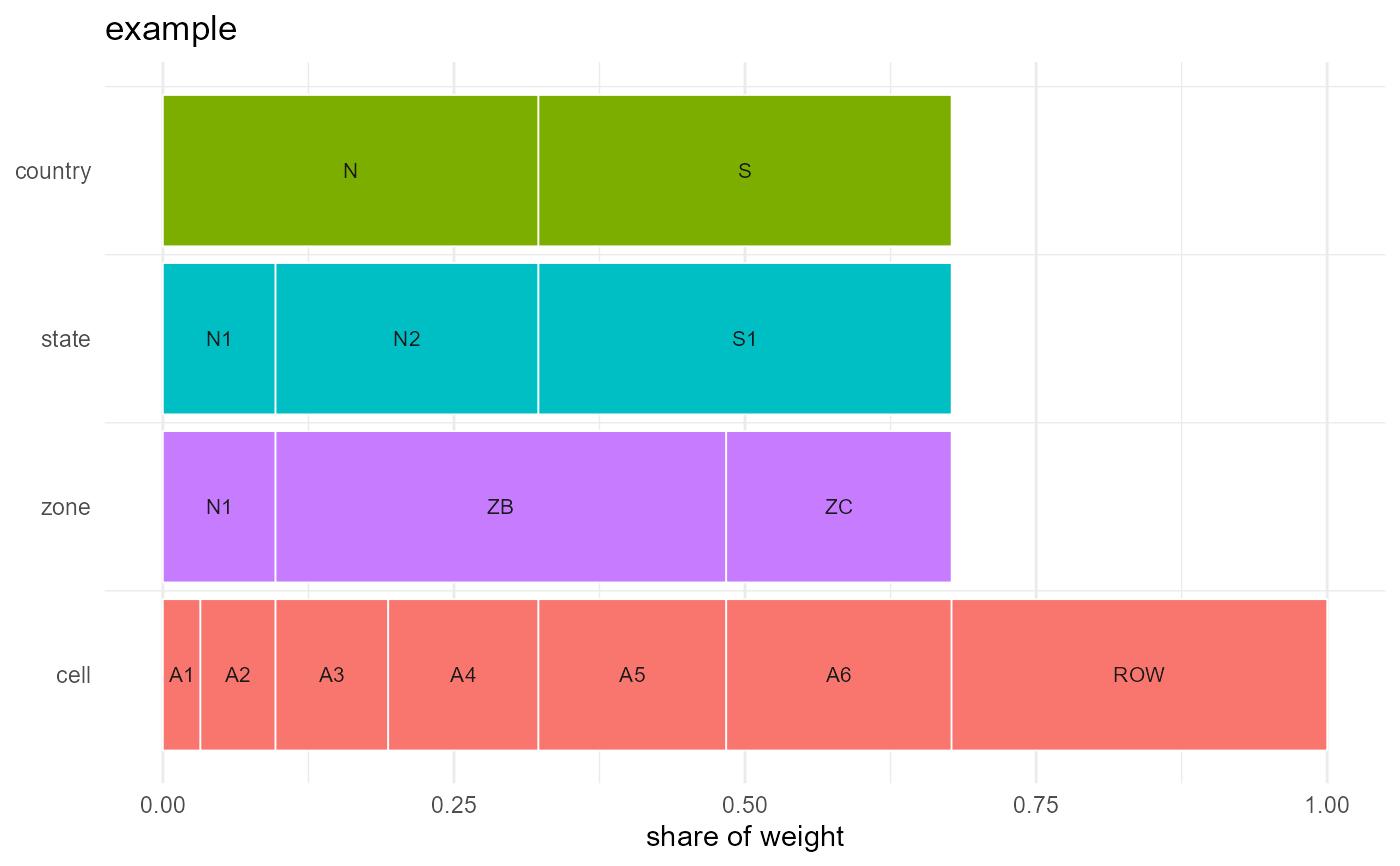 example
country
N
S
state
N1
N2
S1
zone
N1
ZB
ZC
cell
A1
A2
A3
A4
A5
A6
ROW
0.00
0.25
0.50
0.75
1.00
share of weight